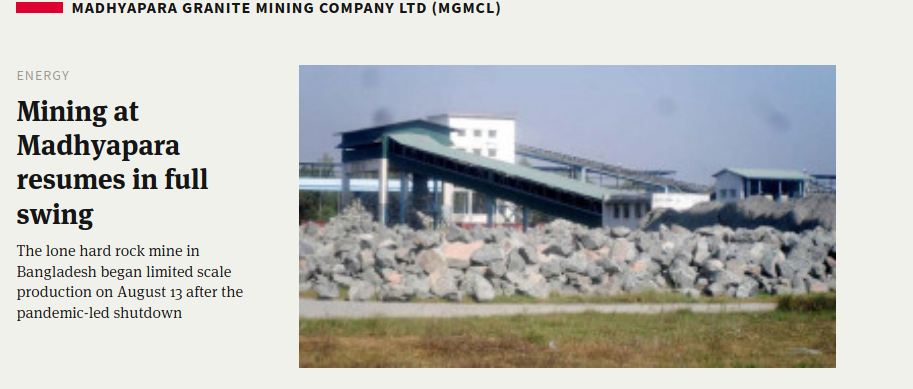 MADHYAPARA GRANITE MINING COMPANY LTD (MGMCL)
ENERGY
Mining at
Madhyapara
resumes in full
swing
The lone hard rock mine in
Bangladesh began limited scale
production on August 13 after the
pandemic-led shutdown